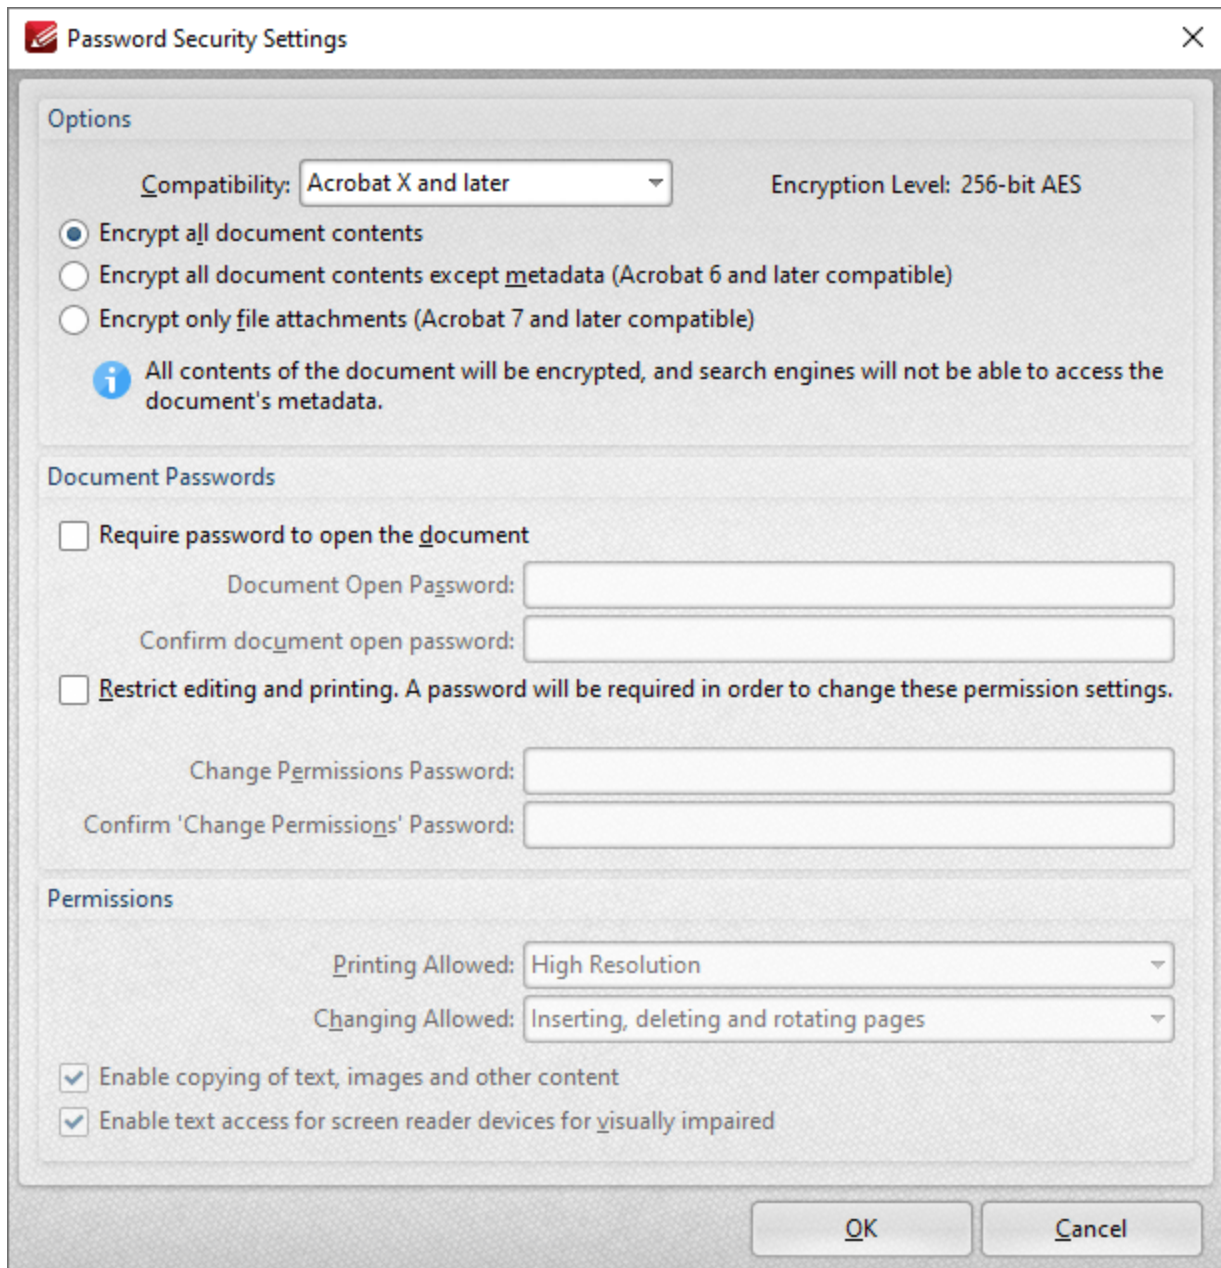 Password Security Settings
Options
Compatibility: Acrobat X and later Encryption Level: 256-bit AES
Encrypt all document contents
Encrypt all document contents except metadata (Acrobat 6 and later compatible)
Encrypt only file attachments (Acrobat 7 and later compatible)
All contents of the document will be encrypted, and search engines will not be able to access the
document's metadata.
Document Passwords
Require password to open the document
Document Open Password:
Confirm document open password:
Restrict editing and printing. A password will be required in order to change these permission settings.
Change Permissions Password:
Confirm 'Change Permissions' Password:
Permissions
Printing Allowed: High Resolution
Changing Allowed: Inserting, deleting and rotating pages
Enable copying of text, images and other content
Enable text access for screen reader devices for visually impaired
OK Cancel